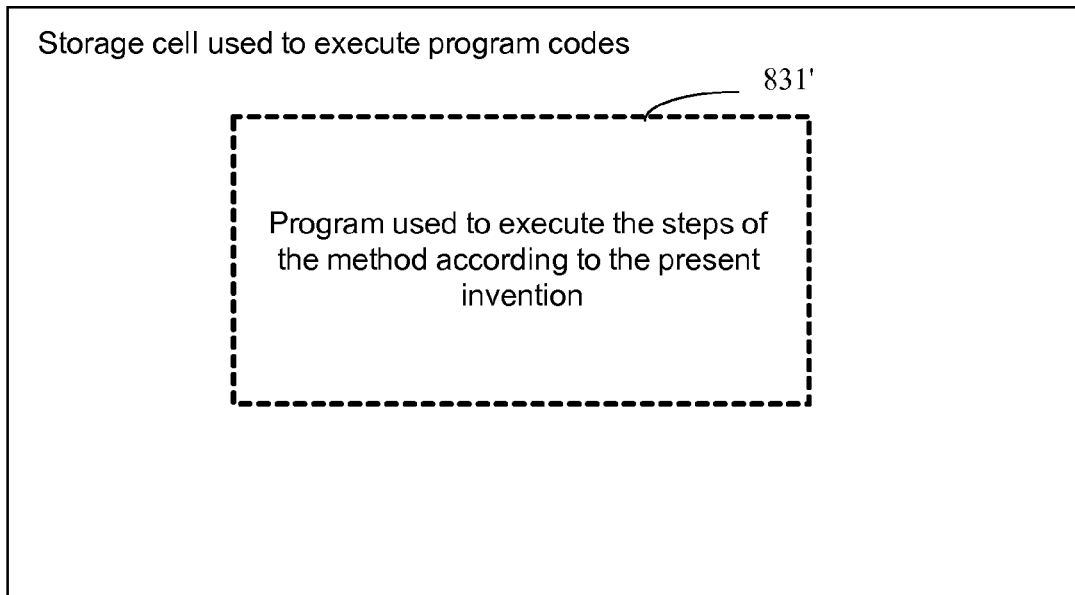 Storage cell used to execute program codes
831'
Program used to execute the steps of
the method according to the present
invention